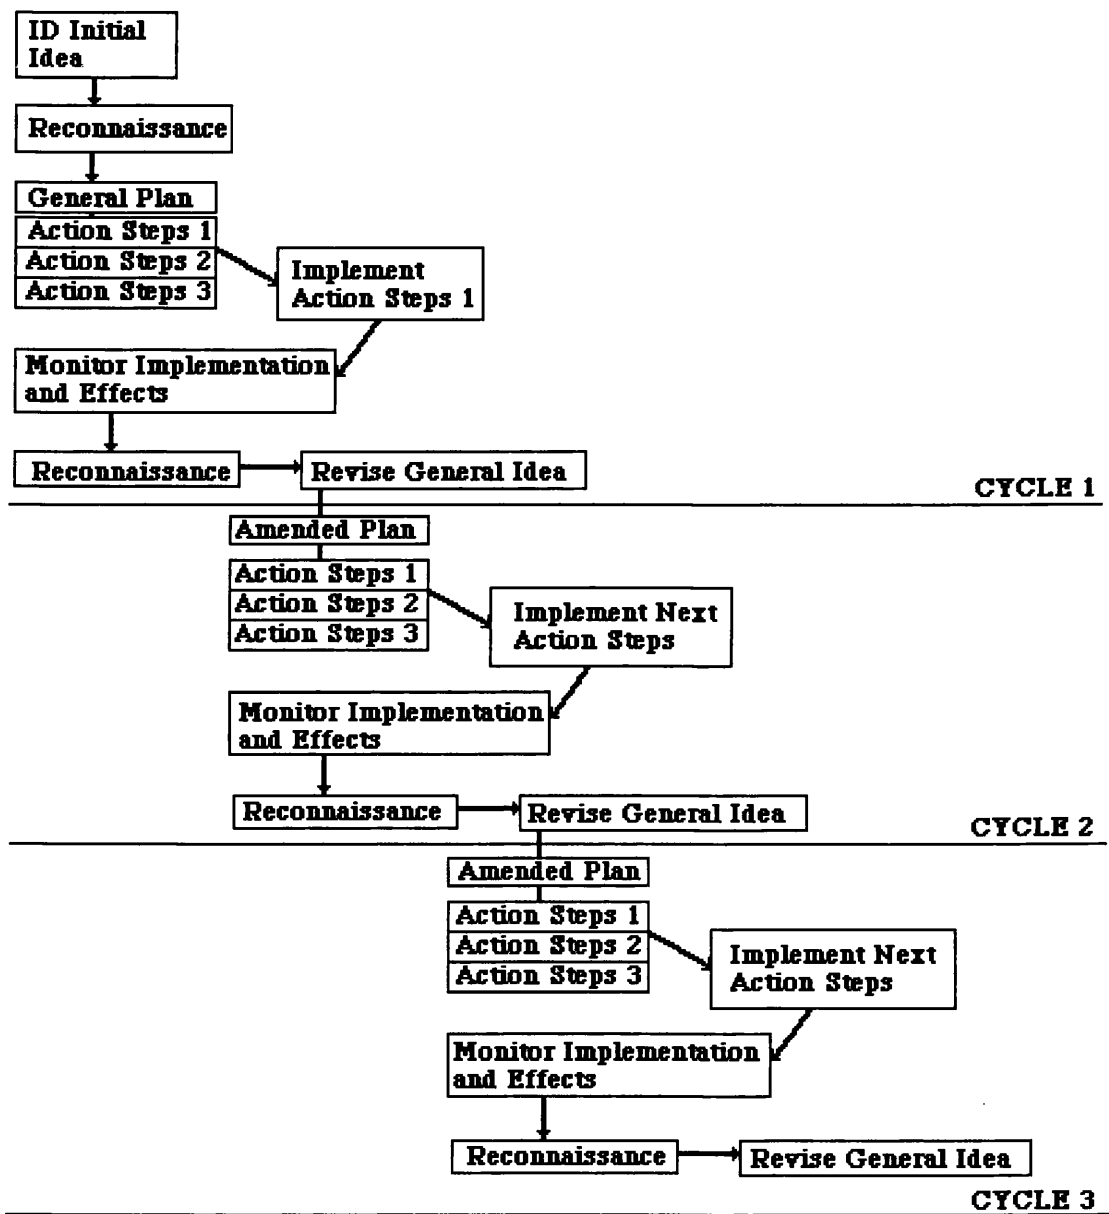 ID Initial
Idea
Reconnaissance
General Plan
Action Steps 1
Action Steps 2
Action Steps 3
Implement
Action Steps 1
Monitor Implementation
and Effects
Reconnaissance
Revise General Idea
CYCLE 1
Amended Plan
Action Steps 1
Action Steps 2
Action Steps 3
Implement Next
Action Steps
Monitor Implementation
and Effects
Reconnaissance
Revise General Idea
CYCLE 2
Amended Plan
Action Steps 1
Action Steps 2
Action Steps 3
Implement Next
Action Steps
Monitor Implementation
and Effects
Reconnaissance
Revise General Idea
CYCLE 3